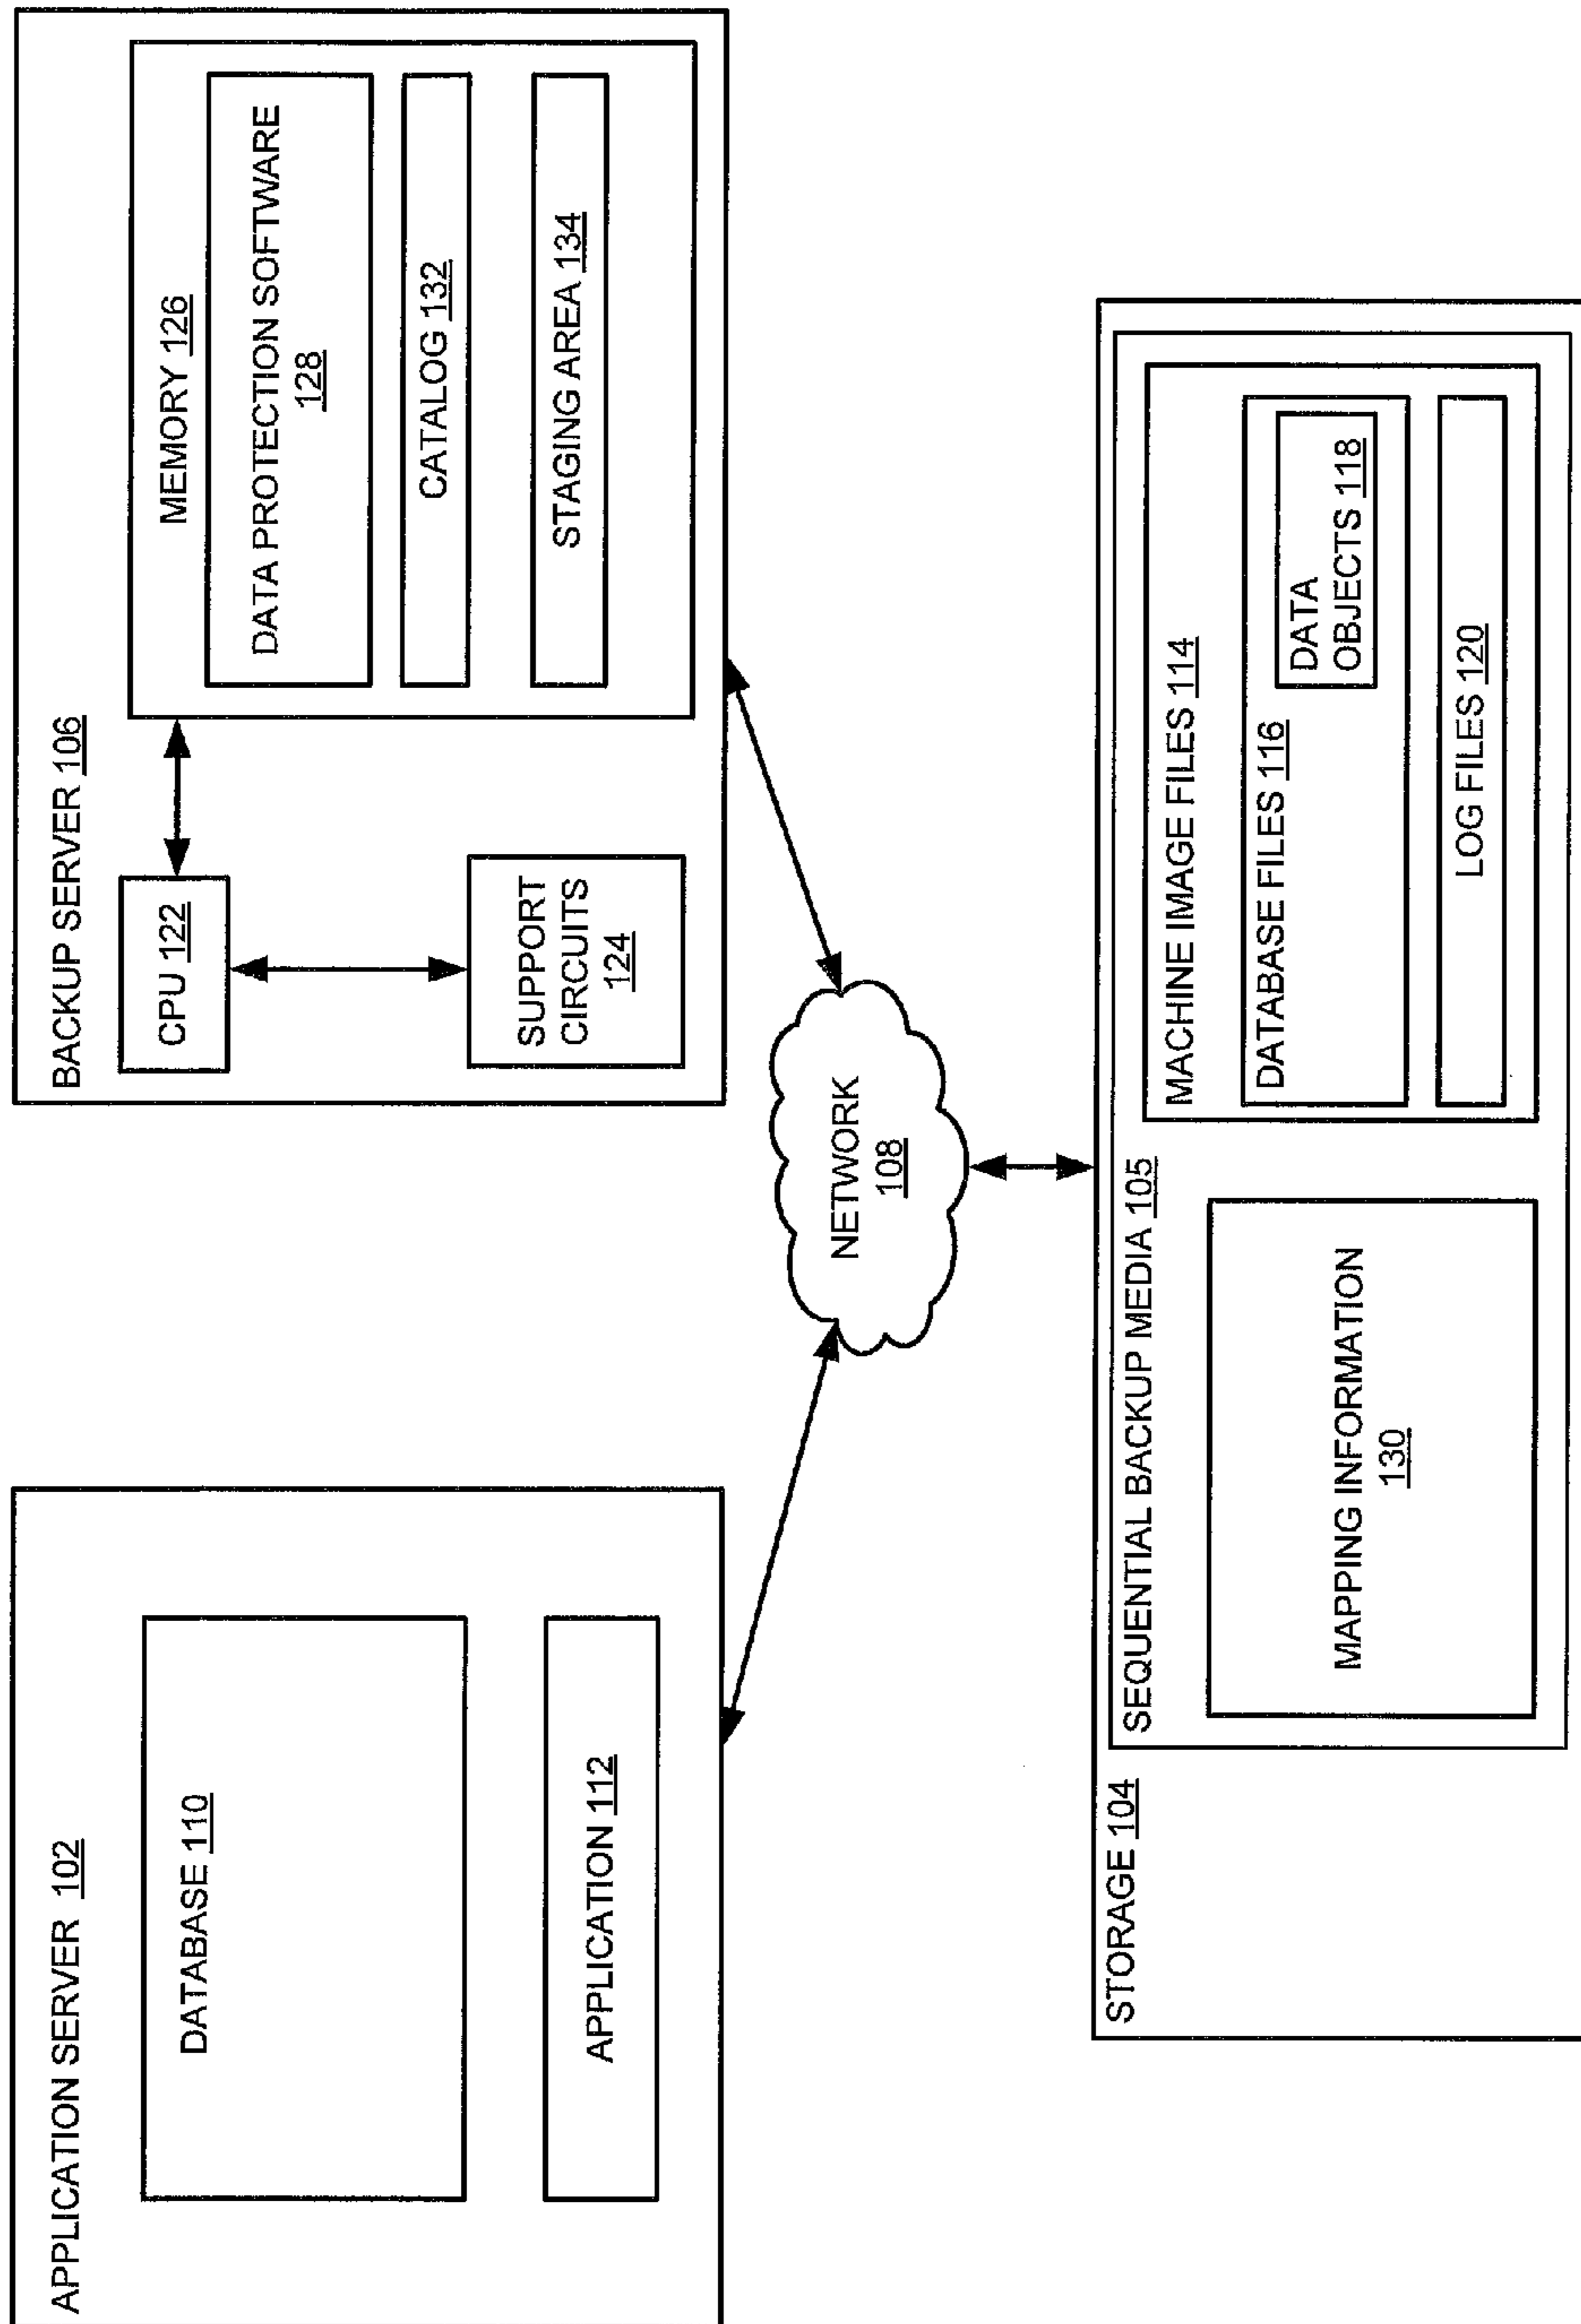 APPLICATION SERVER 102
DATABASE 110
APPLICATION 112
BACKUP SERVER 106
CPU 122
SUPPORT
CIRCUITS
124
MEMORY 126
DATA PROTECTION SOFTWARE
128
CATALOG 132
STAGING AREA 134
NETWORK
108
STORAGE 104
SEQUENTIAL BACKUP MEDIA 105
MAPPING INFORMATION
130
MACHINE IMAGE FILES 114
DATABASE FILES 116
DATA
OBJECTS 118
LOG FILES 120